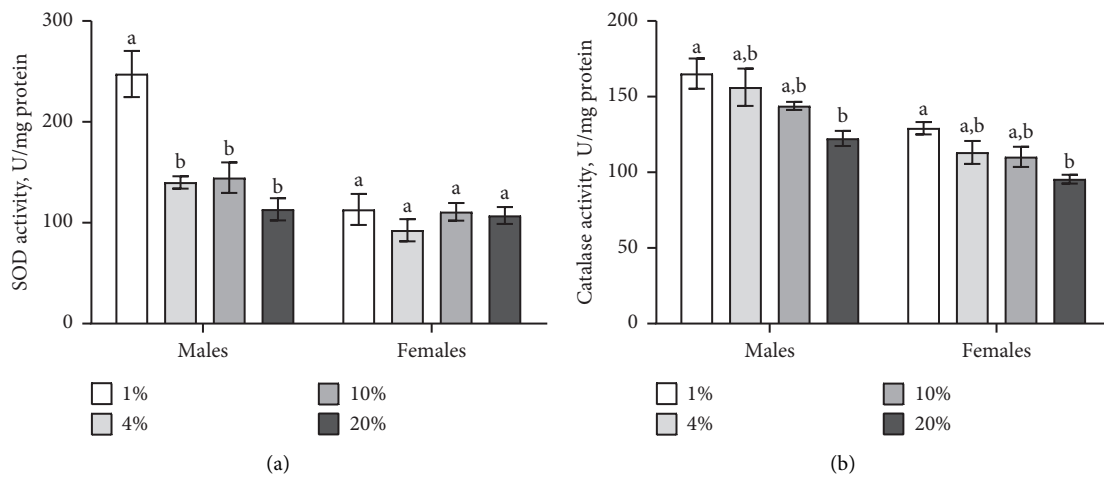 300
200
100
0
SOD activity, U/mg protein
a
b
b
b
a
a
a
a
Males
Females
1%
10%
4%
20%
(a)
200
150
100
50
0
Catalase activity, U/mg protein
a
a,b
a,b
b
a
a,b
a,b
b
Males
Females
1%
10%
4%
20%
(b)